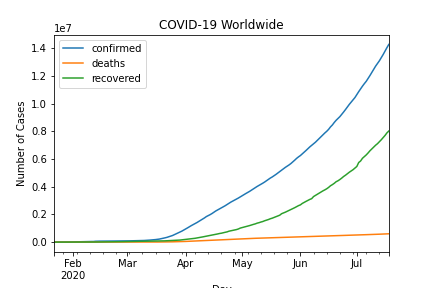 COVID-19 Worldwide
1e7
confirmed
deaths
recovered
1.4
1.2
1.0
0.8
0.6
0.4
0.2
0.0
Number of Cases
Feb Mar Apr May Jun Jul
2020